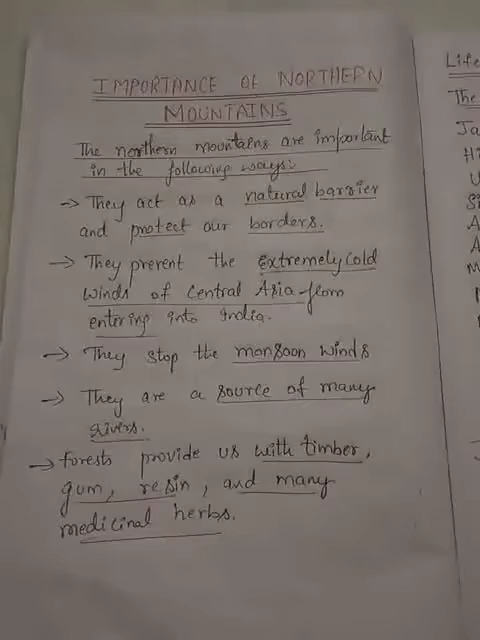 IMPORTANCE OF NORTHERN
MOUNTAINS
The northern mountains are important
in the following ways:
→ They act as a natural barrier
and protect our borders.
→ They prevent the extremely cold
winds of Central Asia from
entering into India.
→ They stop the monsoon winds
→ They are a source of many
rivers.
→ forests provide us with timber,
gum, resin, and many
medicinal herbs.
Life
The